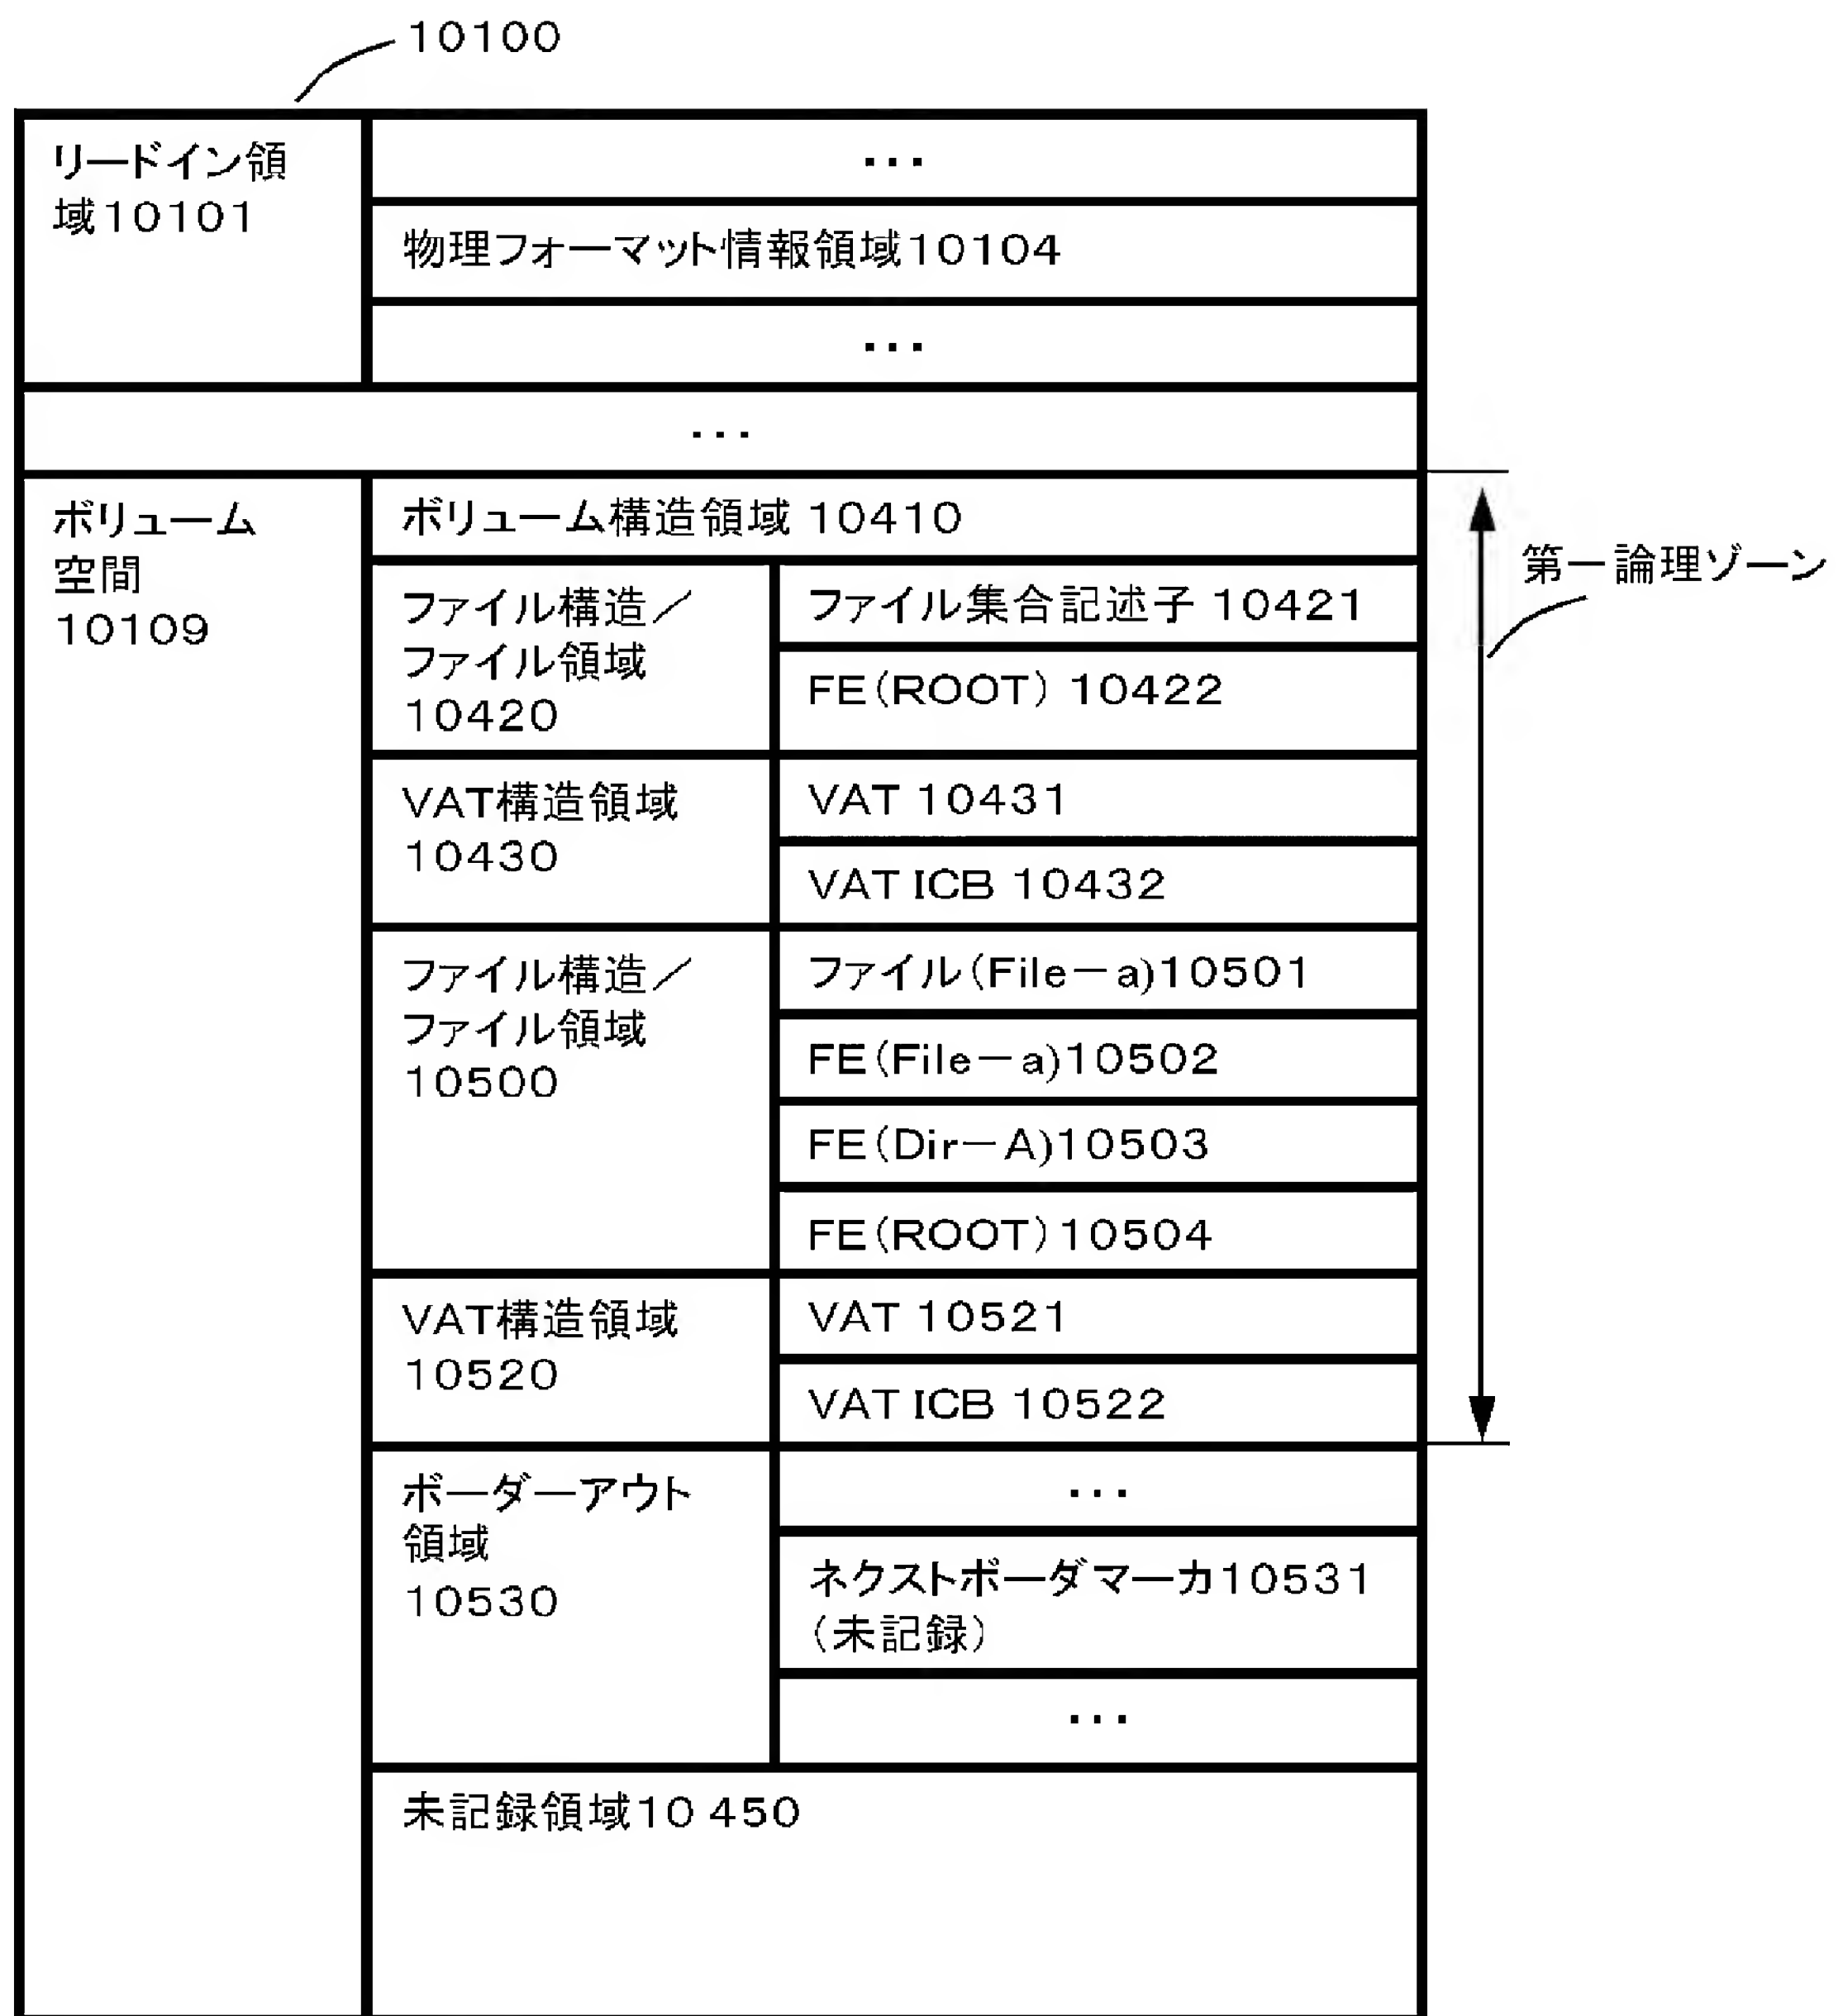 10100
リードイン領
域10101
・・・
物理フォーマット情報領域10104
・・・
・・・
ボリューム
空間
10109
ボリューム構造領域 10410
第一論理ゾーン
ファイル構造／
ファイル領域
10420
ファイル集合記述子 10421
FE(ROOT) 10422
VAT構造領域
10430
VAT 10431
VAT ICB 10432
ファイル構造／
ファイル領域
10500
ファイル(File－a)10501
FE(File－a)10502
FE(Dir－A)10503
FE(ROOT)10504
VAT構造領域
10520
VAT 10521
VAT ICB 10522
ボーダーアウト
領域
10530
・・・
ネクストボーダマーカ10531
（未記録）
・・・
未記録領域10 450